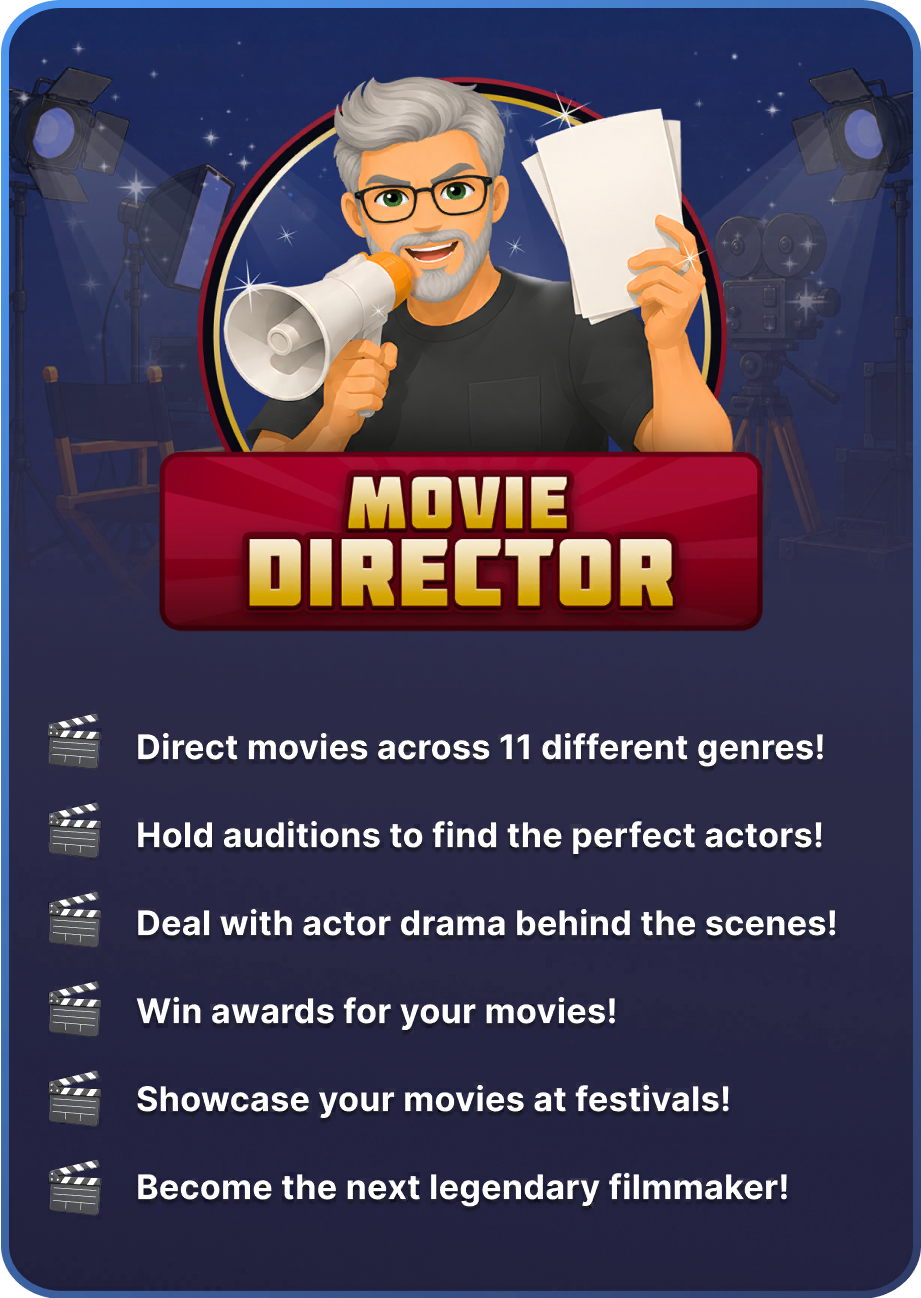 MOVIE
DIRECTOR
Direct movies across 11 different genres!
Hold auditions to find the perfect actors!
Deal with actor drama behind the scenes!
Win awards for your movies!
Showcase your movies at festivals!
Become the next legendary filmmaker!